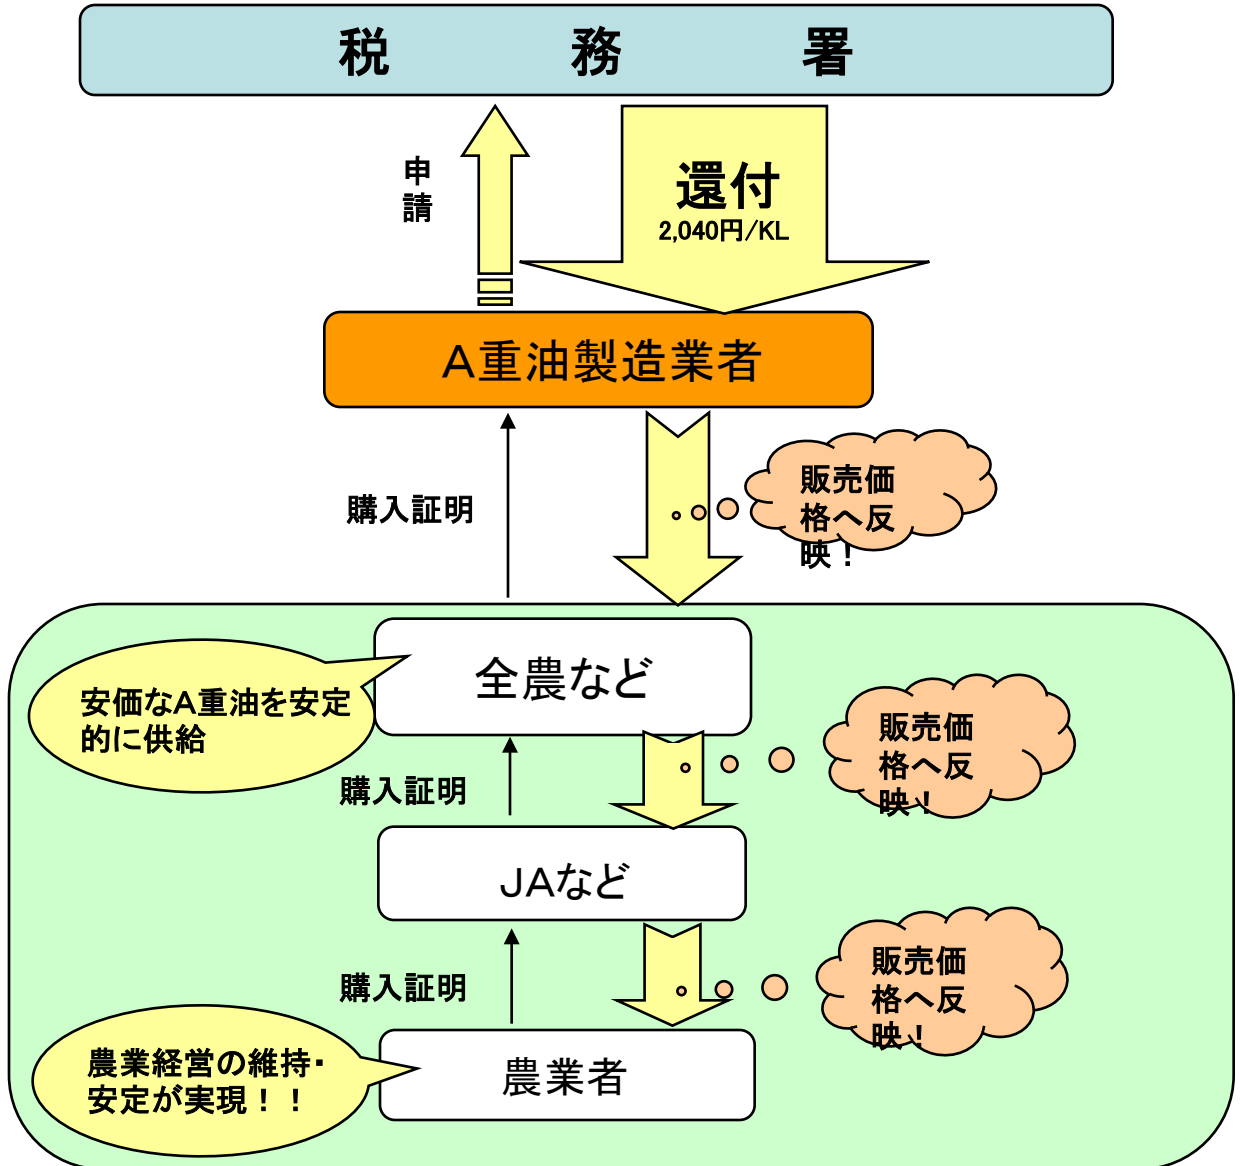 税務署
申
請
還付
2,040円/KL
A重油製造業者
購入証明
販売価
格へ反
映！
全農など
安価なA重油を安定
的に供給
販売価
格へ反
映！
購入証明
JAなど
購入証明
販売価
格へ反
映！
農業経営の維持・
安定が実現！！
農業者